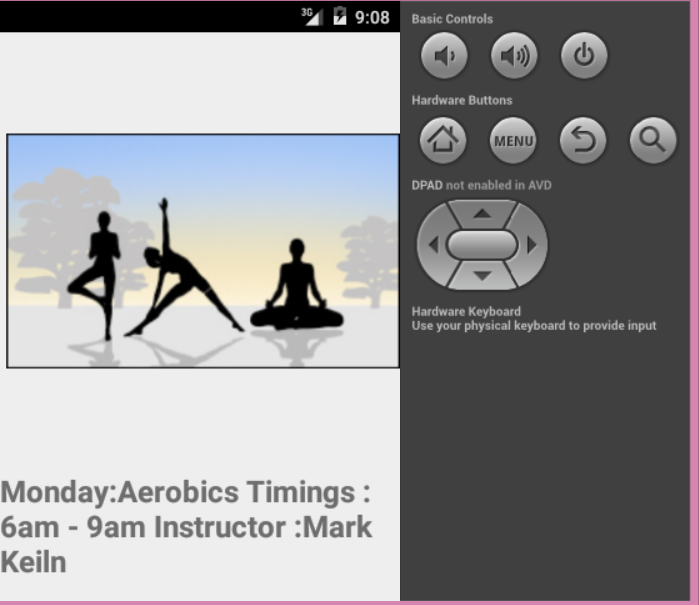 3G 9:08
Monday:Aerobics Timings :
6am - 9am Instructor :Mark
Keiln
Basic Controls
Hardware Buttons
MENU
DPAD not enabled in AVD
Hardware Keyboard
Use your physical keyboard to provide input